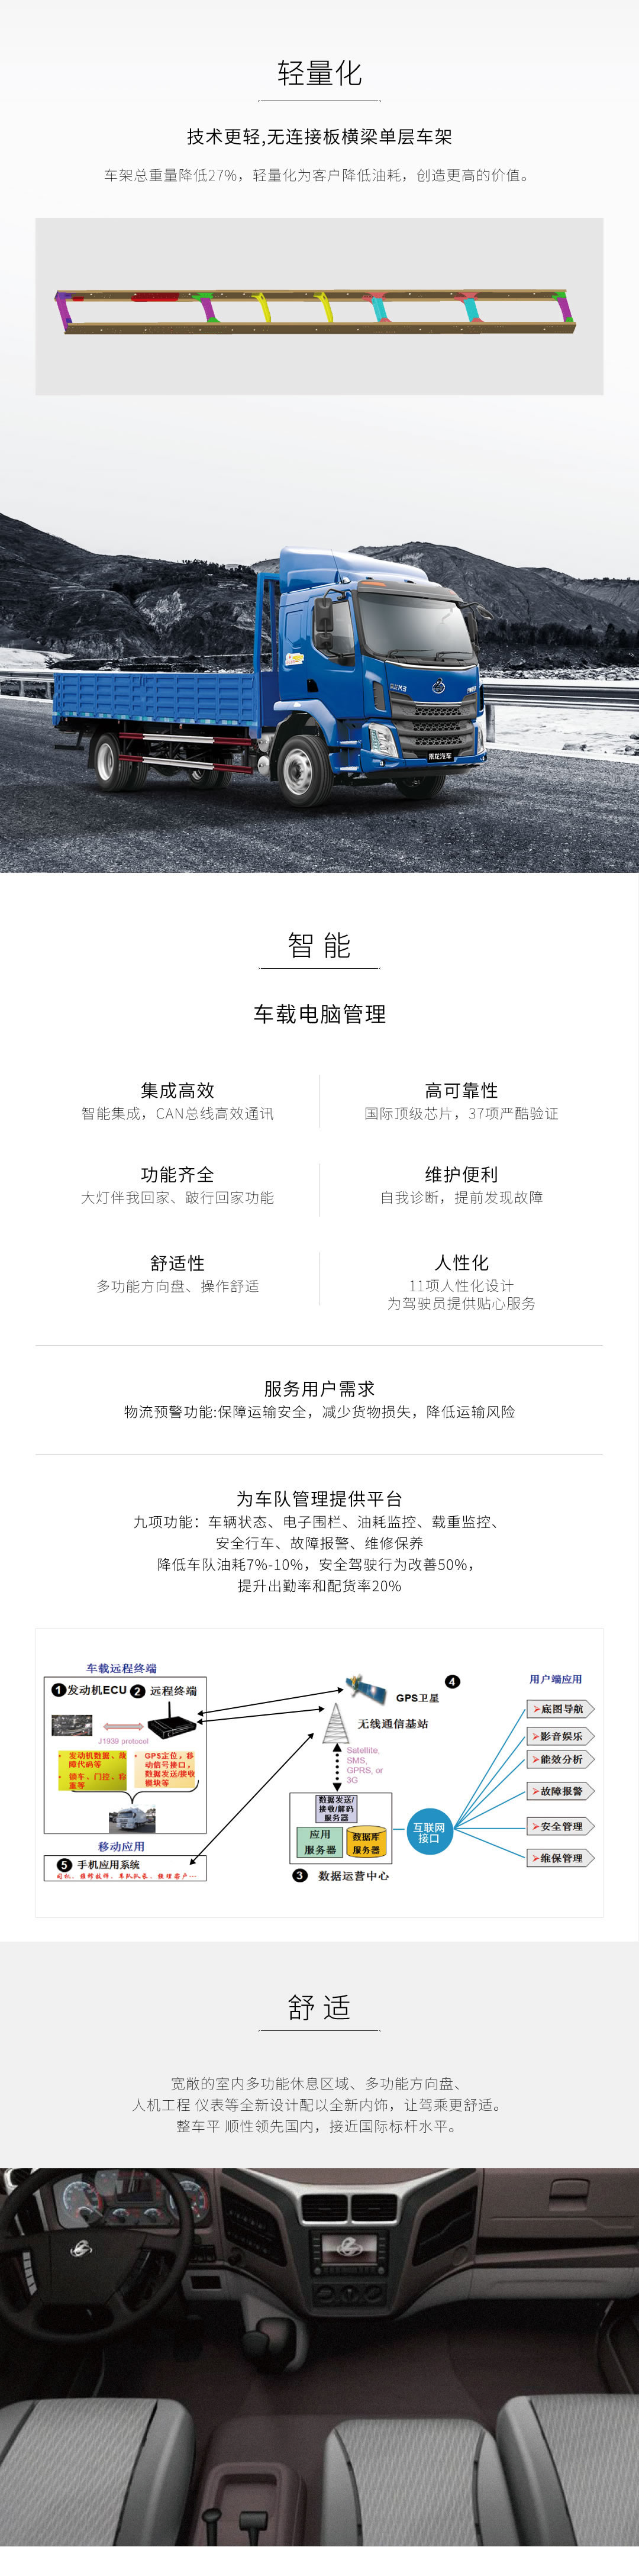 轻量化
技术更轻,无连接板横梁单层车架
车架总重量降低27%，轻量化为客户降低油耗，创造更高的价值。
M3
乘龙汽车
智 能
车载电脑管理
集成高效
智能集成，CAN总线高效通讯
高可靠性
国际顶级芯片，37项严酷验证
功能齐全
大灯伴我回家、跛行回家功能
维护便利
自我诊断，提前发现故障
舒适性
多功能方向盘、操作舒适
人性化
11项人性化设计
为驾驶员提供贴心服务
服务用户需求
物流预警功能:保障运输安全，减少货物损失，降低运输风险
为车队管理提供平台
九项功能：车辆状态、电子围栏、油耗监控、载重监控、
安全行车、故障报警、维修保养
降低车队油耗7%-10%，安全驾驶行为改善50%，
提升出勤率和配货率20%
车载远程终端
1 发动机ECU 2 远程终端
J1939 protocol
发动机数据、故
障代码等
锁车、门控、称
重等
GPS定位，移
动信号接口，
数据发送/接收
模块等
移动应用
5 手机应用系统
司机、维修救件、车队队长、管理客户…
GPS卫星
4
无线通信基站
Satellite,
SMS,
GPRS, or
3G
数据发送/
接收/解码
服务器
应用
服务器
数据库
服务器
3 数据运营中心
互联网
接口
用户端应用
底图导航
影音娱乐
能效分析
故障报警
安全管理
维保管理
舒 适
宽敞的室内多功能休息区域、多功能方向盘、
人机工程 仪表等全新设计配以全新内饰，让驾乘更舒适。
整车平 顺性领先国内，接近国际标杆水平。